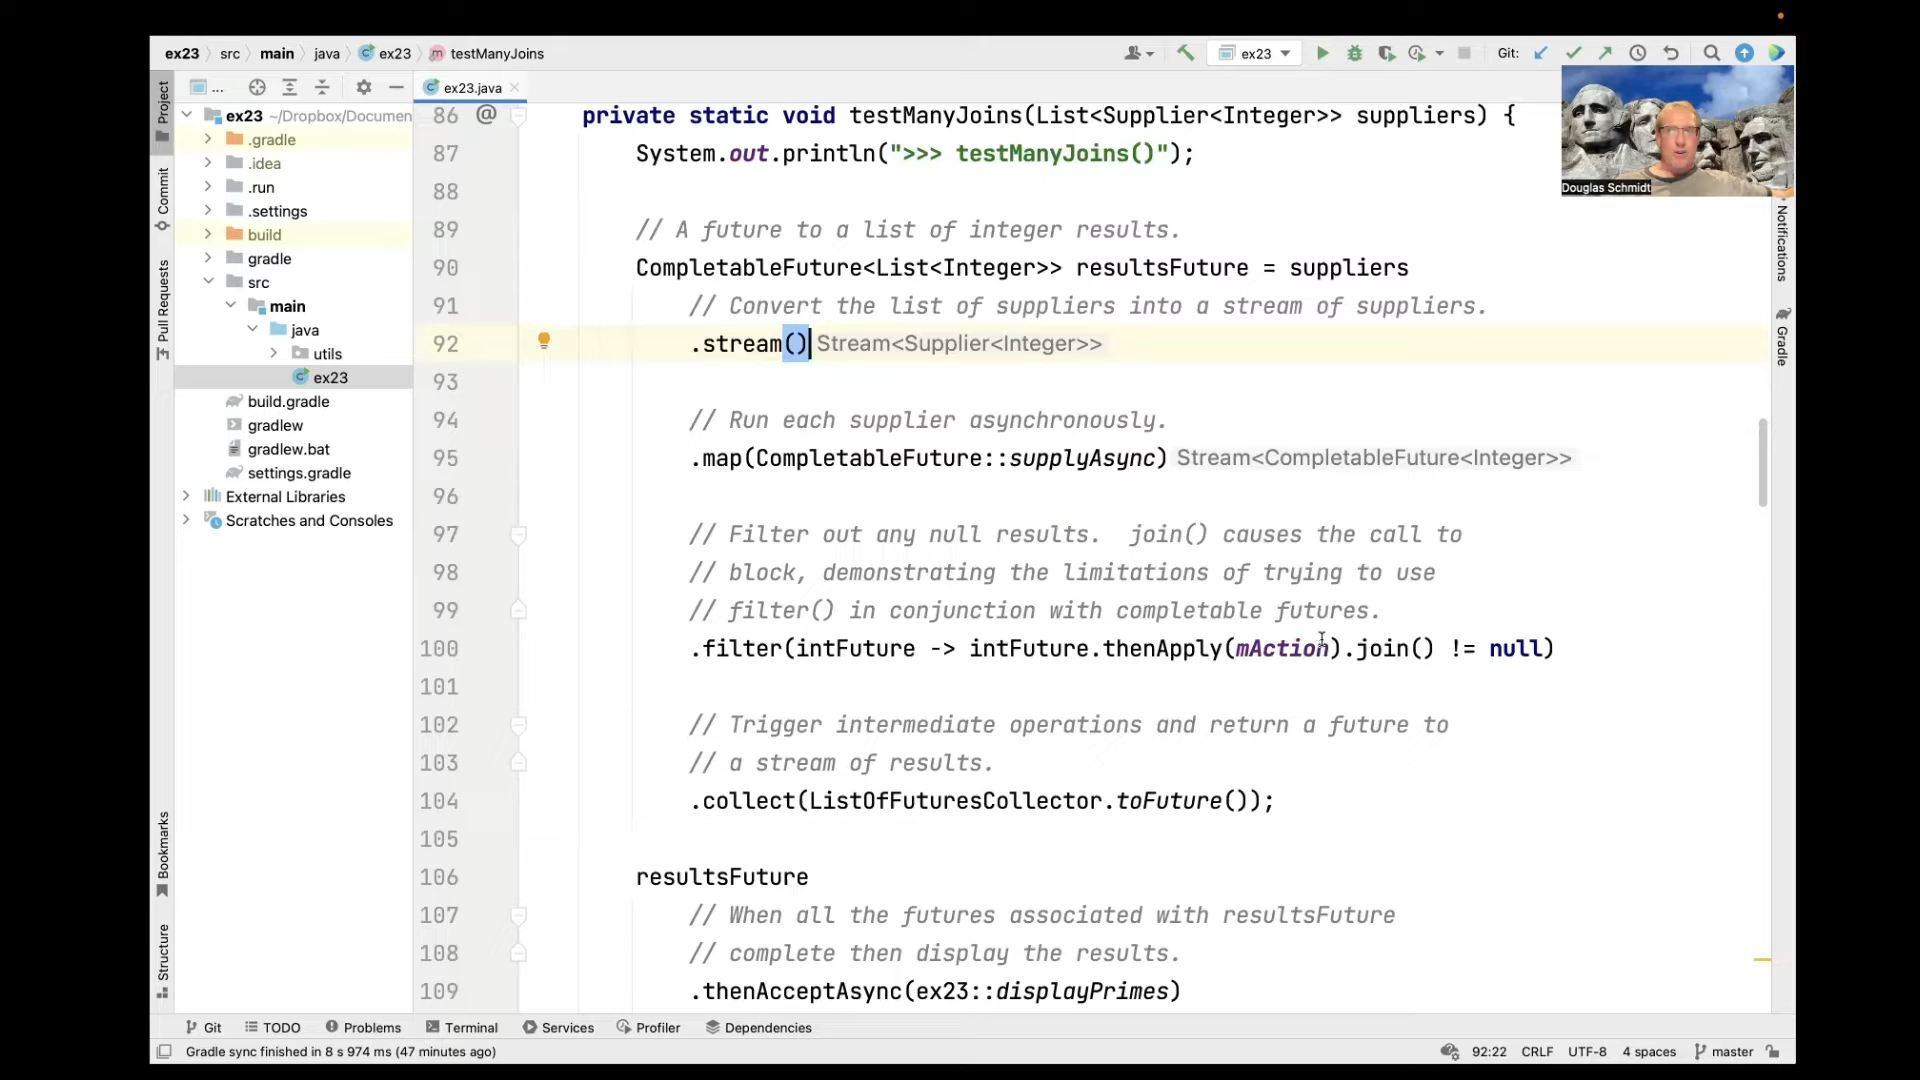 ex23 src main java ex23 testManyJoins
ex23 Git:
Project ... ex23.java
ex23 ~/Dropbox/Documen
.gradle
.idea
.run
.settings
build
gradle
src
main
java
utils
ex23
build.gradle
gradlew
gradlew.bat
settings.gradle
External Libraries
Scratches and Consoles
Commit
Pull Requests
Bookmarks
Structure
86 @ private static void testManyJoins(List<Supplier<Integer>> suppliers) {
87 System.out.println(">>> testManyJoins()");
88
89 // A future to a list of integer results.
90 CompletableFuture<List<Integer>> resultsFuture = suppliers
91 // Convert the list of suppliers into a stream of suppliers.
92 .stream() Stream<Supplier<Integer>>
93
94 // Run each supplier asynchronously.
95 .map(CompletableFuture::supplyAsync) Stream<CompletableFuture<Integer>>
96
97 // Filter out any null results.  join() causes the call to
98 // block, demonstrating the limitations of trying to use
99 // filter() in conjunction with completable futures.
100 .filter(intFuture -> intFuture.thenApply(mAction).join() != null)
101
102 // Trigger intermediate operations and return a future to
103 // a stream of results.
104 .collect(ListOfFuturesCollector.toFuture());
105
106 resultsFuture
107 // When all the futures associated with resultsFuture
108 // complete then display the results.
109 .thenAcceptAsync(ex23::displayPrimes)
Douglas Schmidt
Notifications
Gradle
Git TODO Problems Terminal Services Profiler Dependencies
Gradle sync finished in 8 s 974 ms (47 minutes ago) 92:22 CRLF UTF-8 4 spaces master